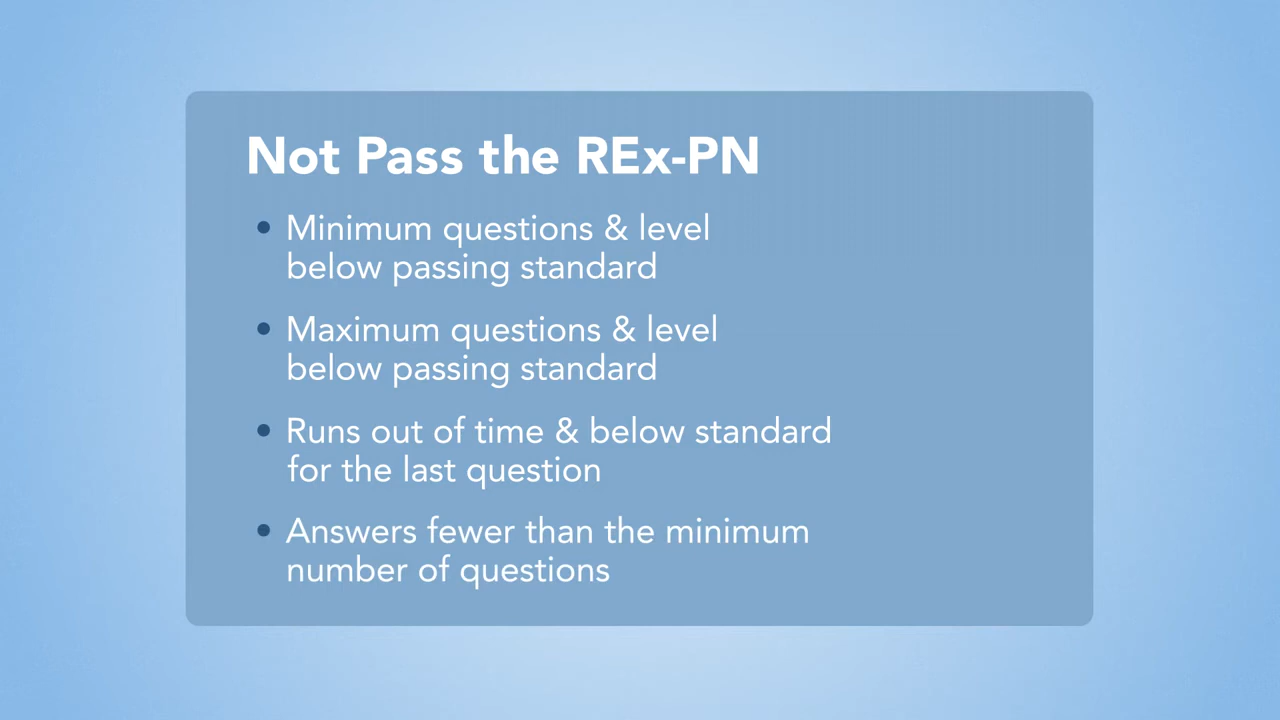 Not Pass the REx-PN
• Minimum questions & level
below passing standard
• Maximum questions & level
below passing standard
• Runs out of time & below standard
for the last question
• Answers fewer than the minimum
number of questions